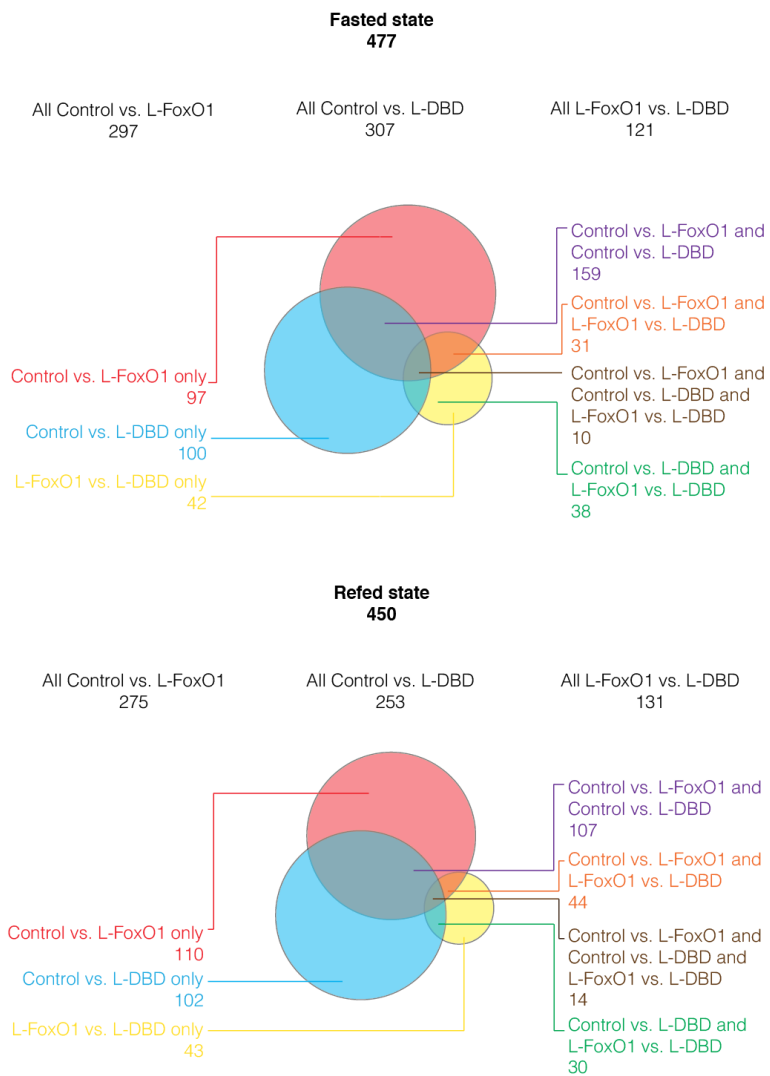 Fasted state
477
All Control vs. L-FoxO1
297
All Control vs. L-DBD
307
All L-FoxO1 vs. L-DBD
121
Control vs. L-FoxO1 only
97
Control vs. L-DBD only
100
L-FoxO1 vs. L-DBD only
42
Control vs. L-FoxO1 and
Control vs. L-DBD
159
Control vs. L-FoxO1 and
L-FoxO1 vs. L-DBD
31
Control vs. L-FoxO1 and
Control vs. L-DBD and
L-FoxO1 vs. L-DBD
10
Control vs. L-DBD and
L-FoxO1 vs. L-DBD
38
Refed state
450
All Control vs. L-FoxO1
275
All Control vs. L-DBD
253
All L-FoxO1 vs. L-DBD
131
Control vs. L-FoxO1 only
110
Control vs. L-DBD only
102
L-FoxO1 vs. L-DBD only
43
Control vs. L-FoxO1 and
Control vs. L-DBD
107
Control vs. L-FoxO1 and
L-FoxO1 vs. L-DBD
44
Control vs. L-FoxO1 and
Control vs. L-DBD and
L-FoxO1 vs. L-DBD
14
Control vs. L-DBD and
L-FoxO1 vs. L-DBD
30